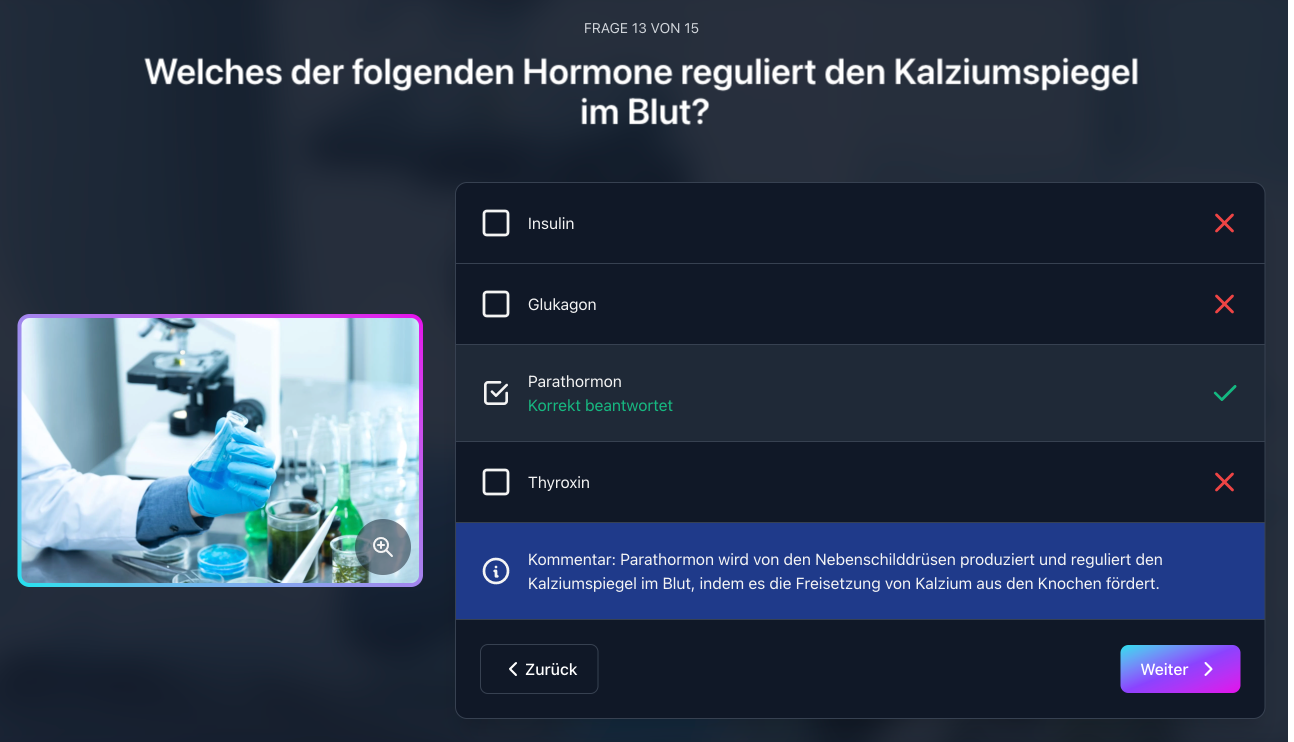 FRAGE 13 VON 15
Welches der folgenden Hormone reguliert den Kalziumspiegel
im Blut?
Insulin
Glukagon
Parathormon
Korrekt beantwortet
Thyroxin
Kommentar: Parathormon wird von den Nebenschilddrüsen produziert und reguliert den
Kalziumspiegel im Blut, indem es die Freisetzung von Kalzium aus den Knochen fördert.
Zurück
Weiter